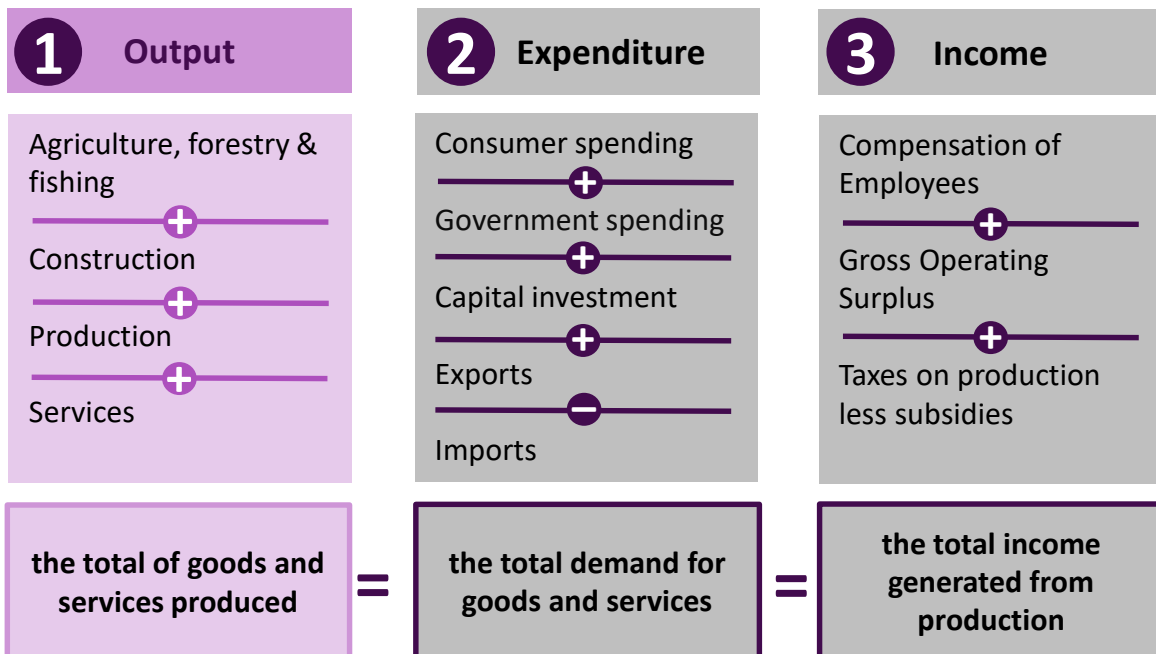 1 Output
Agriculture, forestry &
fishing
+
Construction
+
Production
+
Services
the total of goods and
services produced
=
2 Expenditure
Consumer spending
+
Government spending
+
Capital investment
+
Exports
−
Imports
the total demand for
goods and services
=
3 Income
Compensation of
Employees
+
Gross Operating
Surplus
+
Taxes on production
less subsidies
the total income
generated from
production